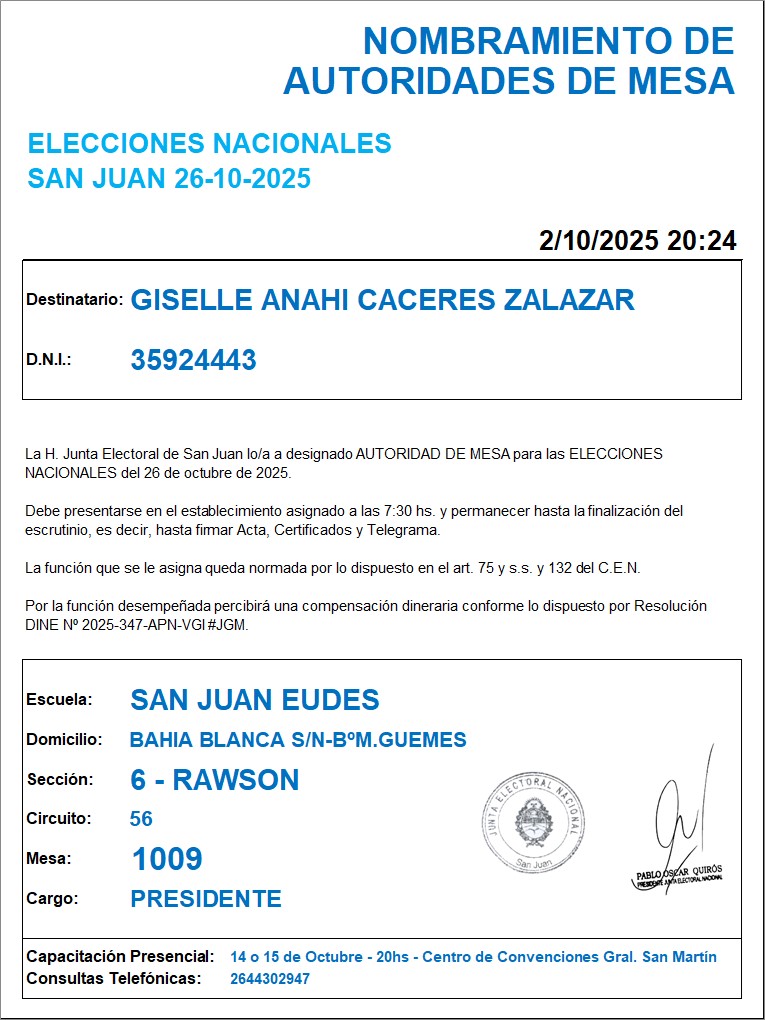 NOMBRAMIENTO DE
AUTORIDADES DE MESA
ELECCIONES NACIONALES
SAN JUAN 26-10-2025
2/10/2025 20:24
Destinatario: GISELLE ANAHI CACERES ZALAZAR
D.N.I.: 35924443
La H. Junta Electoral de San Juan lo/a a designado AUTORIDAD DE MESA para las ELECCIONES
NACIONALES del 26 de octubre de 2025.
Debe presentarse en el establecimiento asignado a las 7:30 hs. y permanecer hasta la finalización del
escrutinio, es decir, hasta firmar Acta, Certificados y Telegrama.
La función que se le asigna queda normada por lo dispuesto en el art. 75 y s.s. y 132 del C.E.N.
Por la función desempeñada percibirá una compensación dineraria conforme lo dispuesto por Resolución
DINE Nº 2025-347-APN-VGI#JGM.
Escuela: SAN JUAN EUDES
Domicilio: BAHIA BLANCA S/N-BºM.GUEMES
Sección: 6 - RAWSON
Circuito: 56
Mesa: 1009
Cargo: PRESIDENTE
JUNTA ELECTORAL NACIONAL
San Juan
PABLO OSCAR QUIRÓS
PRESIDENTE JUNTA ELECTORAL NACIONAL
Capacitación Presencial: 14 o 15 de Octubre - 20hs - Centro de Convenciones Gral. San Martín
Consultas Telefónicas: 2644302947